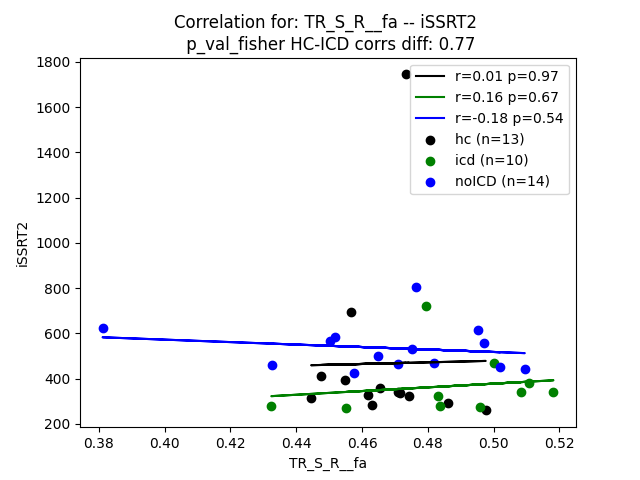 Correlation for: TR_S_R__fa -- iSSRT2
p_val_fisher HC-ICD corrs diff: 0.77
1800
1600
1400
1200
1000
800
600
400
200
iSSRT2
r=0.01 p=0.97
r=0.16 p=0.67
r=-0.18 p=0.54
hc (n=13)
icd (n=10)
noICD (n=14)
0.38 0.40 0.42 0.44 0.46 0.48 0.50 0.52
TR_S_R__fa